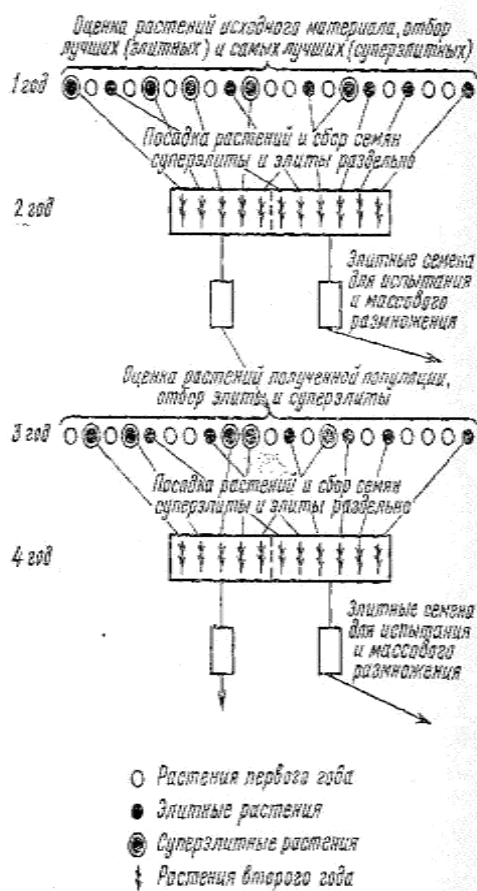 Оценка растений исходного материала, отбор
лучших (элитных) и самых лучших (суперэлитных)
1 год
Посадка растений и сбор семян
суперэлиты и элиты раздельно
2 год
Элитные семена
для испытания
и массового
размножения
Оценка растений полученной популяции,
отбор элиты и суперэлиты
3 год
Посадка растений и сбор семян
суперэлиты и элиты раздельно
4 год
Элитные семена
для испытания
и массового
размножения
Растения первого года
Элитные растения
Суперэлитные растения
Растения второго года